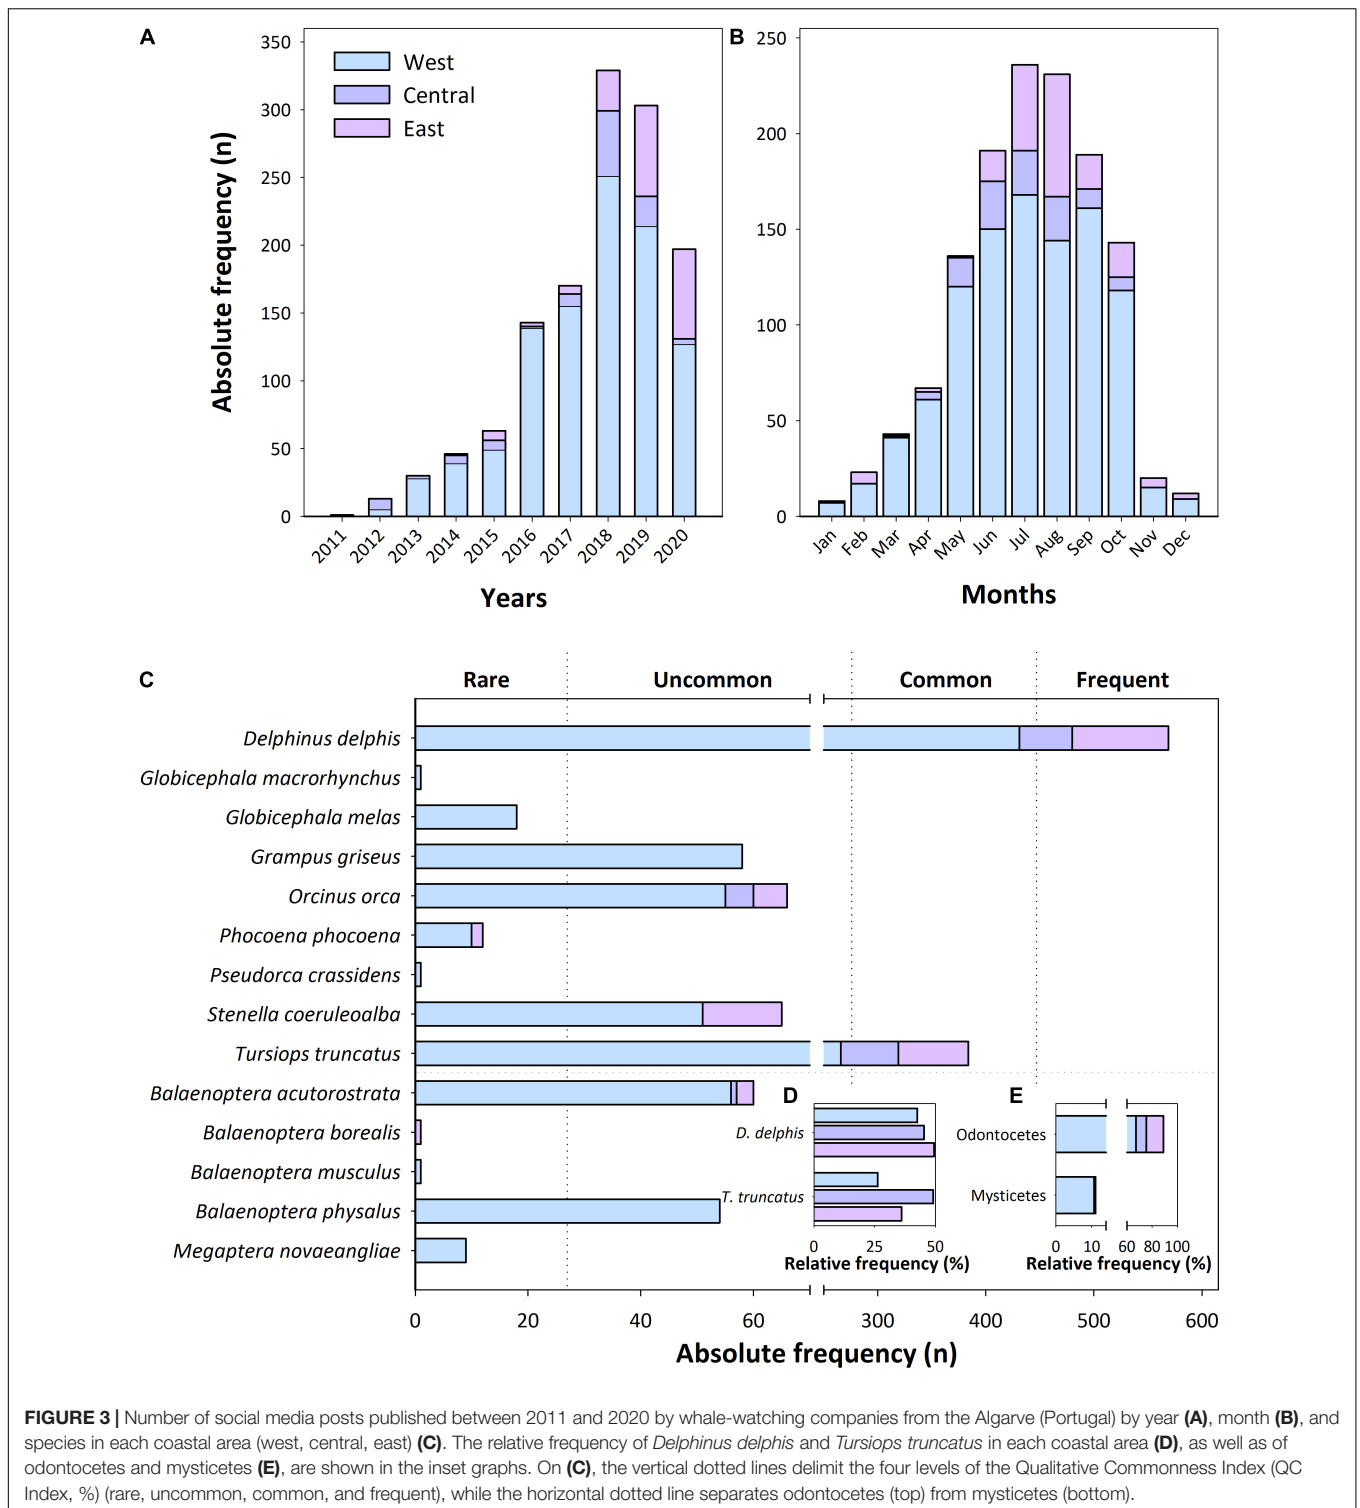 A
350
300
250
200
150
100
50
0
Absolute frequency (n)
West
Central
East
2011 2012 2013 2014 2015 2016 2017 2018 2019 2020
Years
B
250
200
150
100
50
0
Jan Feb Mar Apr May Jun Jul Aug Sep Oct Nov Dec
Months
C
Rare Uncommon Common Frequent
Delphinus delphis
Globicephala macrorhynchus
Globicephala melas
Grampus griseus
Orcinus orca
Phocoena phocoena
Pseudorca crassidens
Stenella coeruleoalba
Tursiops truncatus
Balaenoptera acutorostrata
Balaenoptera borealis
Balaenoptera musculus
Balaenoptera physalus
Megaptera novaeangliae
0 20 40 60 300 400 500 600
Absolute frequency (n)
D
D. delphis
T. truncatus
0 25 50
Relative frequency (%)
E
Odontocetes
Mysticetes
0 10 60 80 100
Relative frequency (%)
FIGURE 3 | Number of social media posts published between 2011 and 2020 by whale-watching companies from the Algarve (Portugal) by year (A), month (B), and
species in each coastal area (west, central, east) (C). The relative frequency of Delphinus delphis and Tursiops truncatus in each coastal area (D), as well as of
odontocetes and mysticetes (E), are shown in the inset graphs. On (C), the vertical dotted lines delimit the four levels of the Qualitative Commonness Index (QC
Index, %) (rare, uncommon, common, and frequent), while the horizontal dotted line separates odontocetes (top) from mysticetes (bottom).